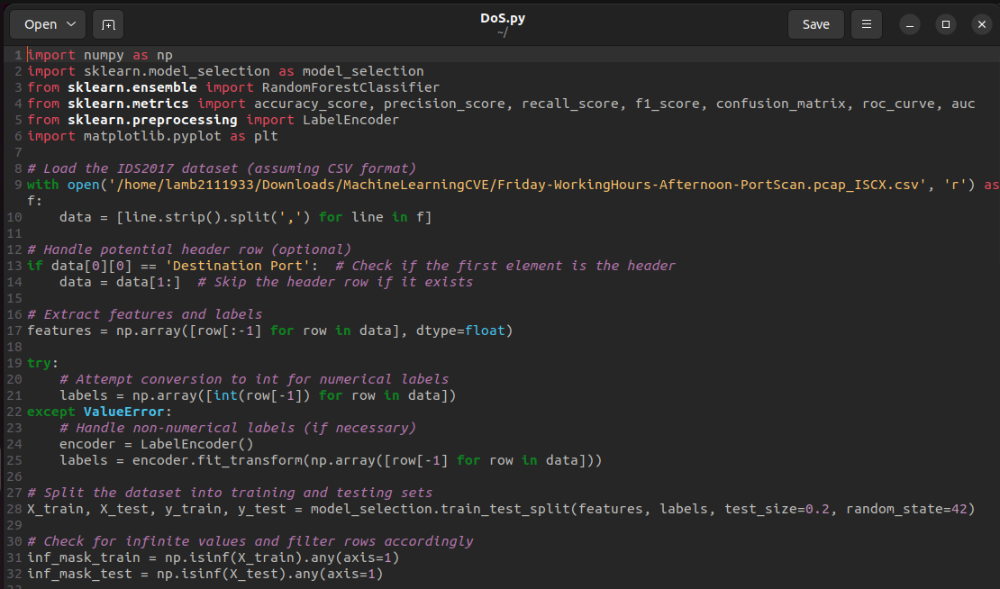 Open
DoS.py
~/
Save
1 import numpy as np
2 import sklearn.model_selection as model_selection
3 from sklearn.ensemble import RandomForestClassifier
4 from sklearn.metrics import accuracy_score, precision_score, recall_score, f1_score, confusion_matrix, roc_curve, auc
5 from sklearn.preprocessing import LabelEncoder
6 import matplotlib.pyplot as plt
7
8 # Load the IDS2017 dataset (assuming CSV format)
9 with open('/home/lamb2111933/Downloads/MachineLearningCVE/Friday-WorkingHours-Afternoon-PortScan.pcap_ISCX.csv', 'r') as
f:
10     data = [line.strip().split(',') for line in f]
11
12 # Handle potential header row (optional)
13 if data[0][0] == 'Destination Port':  # Check if the first element is the header
14     data = data[1:]  # Skip the header row if it exists
15
16 # Extract features and labels
17 features = np.array([row[:-1] for row in data], dtype=float)
18
19 try:
20     # Attempt conversion to int for numerical labels
21     labels = np.array([int(row[-1]) for row in data])
22 except ValueError:
23     # Handle non-numerical labels (if necessary)
24     encoder = LabelEncoder()
25     labels = encoder.fit_transform(np.array([row[-1] for row in data]))
26
27 # Split the dataset into training and testing sets
28 X_train, X_test, y_train, y_test = model_selection.train_test_split(features, labels, test_size=0.2, random_state=42)
29
30 # Check for infinite values and filter rows accordingly
31 inf_mask_train = np.isinf(X_train).any(axis=1)
32 inf_mask_test = np.isinf(X_test).any(axis=1)